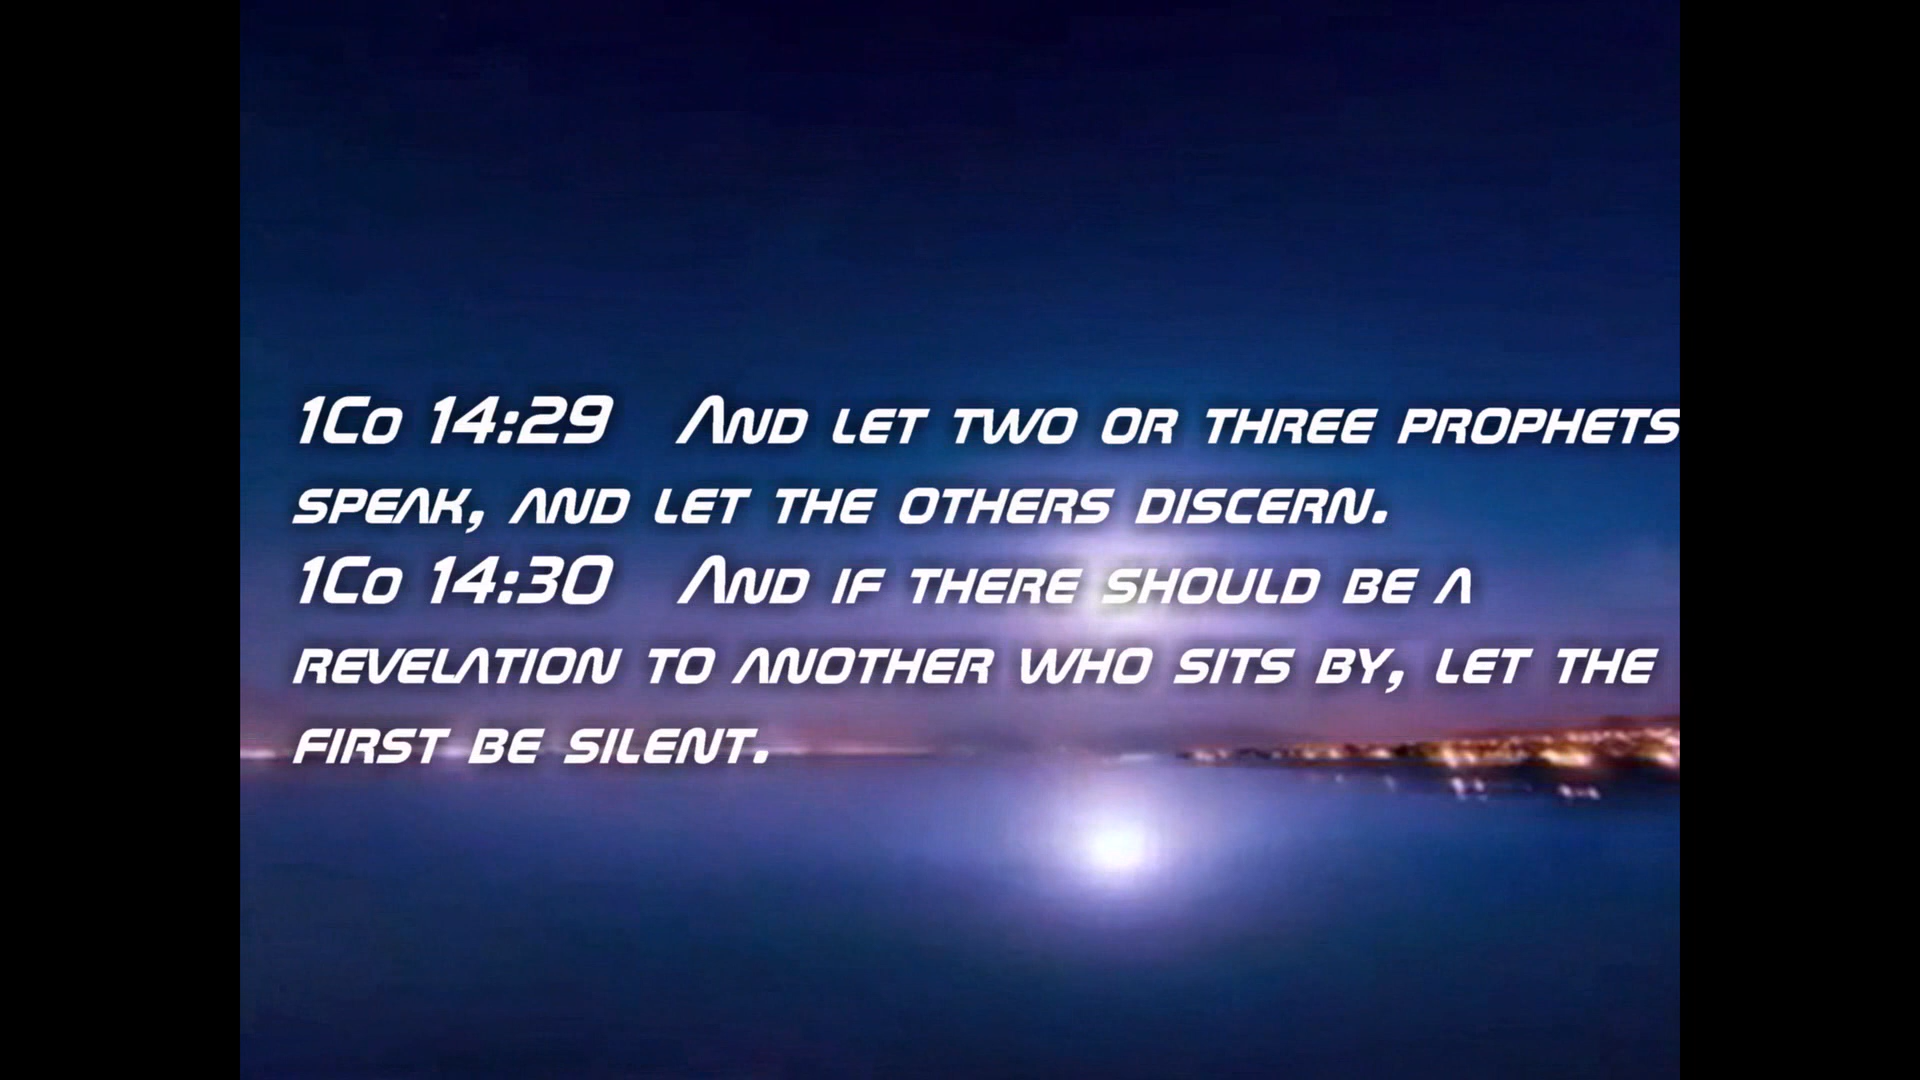 1Co 14:29 And let two or three prophets
speak, and let the others discern.
1Co 14:30 And if there should be a
revelation to another who sits by, let the
first be silent.